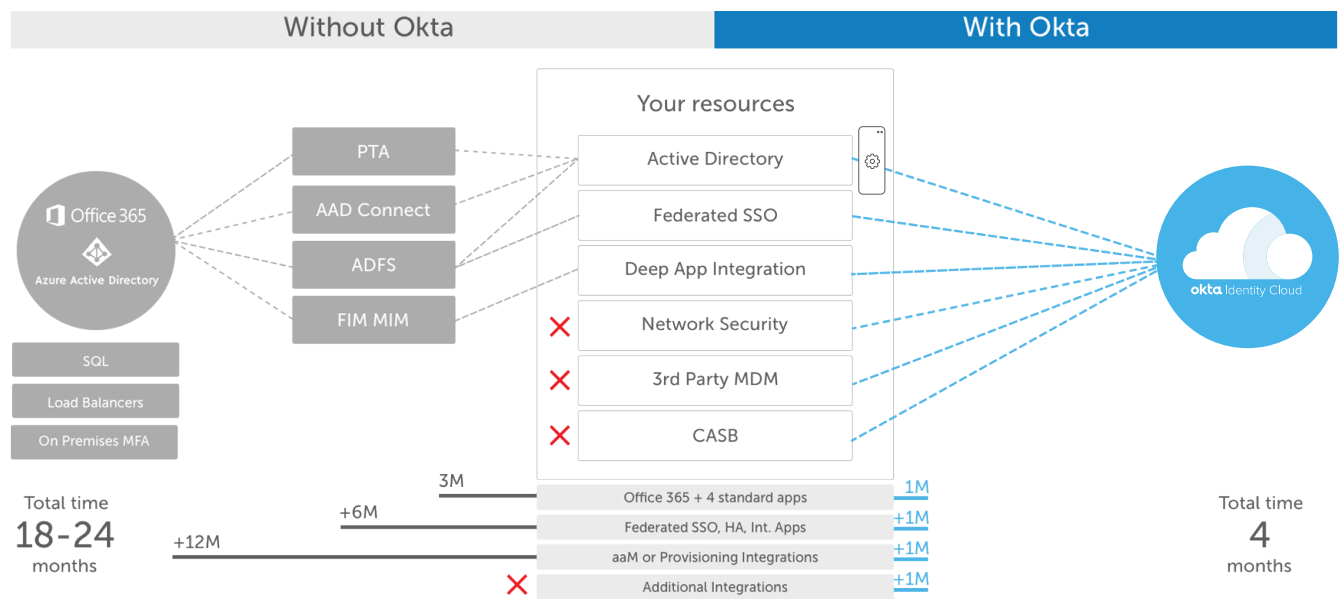 Without Okta
With Okta
Your resources
Office 365
Azure Active Directory
SQL
Load Balancers
On Premises MFA
PTA
AAD Connect
ADFS
FIM MIM
Active Directory
Federated SSO
Deep App Integration
Network Security
3rd Party MDM
CASB
okta Identity Cloud
Total time
18-24
months
3M
Office 365 + 4 standard apps
1M
+6M
Federated SSO, HA, Int. Apps
+1M
+12M
aaM or Provisioning Integrations
+1M
Additional Integrations
+1M
Total time
4
months